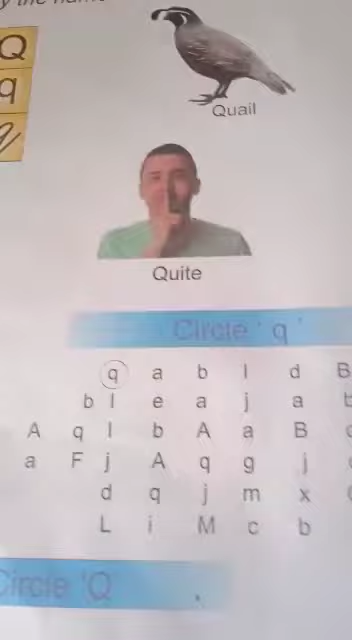 Q
q
q
Quail
Quite
Circle ' q '
q a b l d B
b l e a j a
A q l b A a B
a F j A q g j
d q j m x
L i M c b
Circle 'Q'